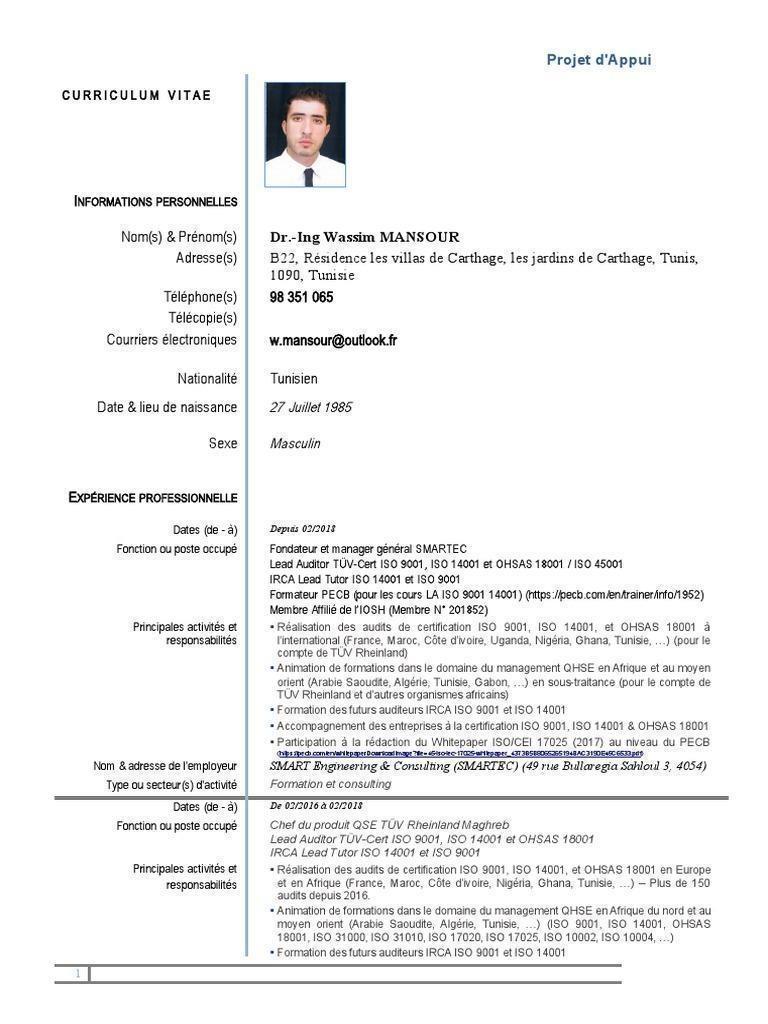 Projet d'Appui
CURRICULUM VITAE
INFORMATIONS PERSONNELLES
Nom(s) & Prénom(s) Dr.-Ing Wassim MANSOUR
Adresse(s) B22, Résidence les villas de Carthage, les jardins de Carthage, Tunis,
1090, Tunisie
Téléphone(s) 98 351 065
Télécopie(s)
Courriers électroniques w.mansour@outlook.fr
Nationalité Tunisien
Date & lieu de naissance 27 Juillet 1985
Sexe Masculin
EXPÉRIENCE PROFESSIONNELLE
Dates (de - à) Depuis 02/2018
Fonction ou poste occupé Fondateur et manager général SMARTEC
Lead Auditor TÜV-Cert ISO 9001, ISO 14001 et OHSAS 18001 / ISO 45001
IRCA Lead Tutor ISO 14001 et ISO 9001
Formateur PECB (pour les cours LA ISO 9001 14001) (https://pecb.com/en/trainer/info/1952)
Membre Affilié de l'IOSH (Membre N° 201852)
Principales activités et responsabilités
▪ Réalisation des audits de certification ISO 9001, ISO 14001, et OHSAS 18001 à
l'international (France, Maroc, Côte d'ivoire, Uganda, Nigéria, Ghana, Tunisie, …) (pour le
compte de TÜV Rheinland)
▪ Animation de formations dans le domaine du management QHSE en Afrique et au moyen
orient (Arabie Saoudite, Algérie, Tunisie, Gabon, …) en sous-traitance (pour le compte de
TÜV Rheinland et d'autres organismes africains)
▪ Formation des futurs auditeurs IRCA ISO 9001 et ISO 14001
▪ Accompagnement des entreprises à la certification ISO 9001, ISO 14001 & OHSAS 18001
▪ Participation à la rédaction du Whitepaper ISO/CEI 17025 (2017) au niveau du PECB
Nom & adresse de l'employeur SMART Engineering & Consulting (SMARTEC) (49 rue Bullaregia Sahloul 3, 4054)
Type ou secteur(s) d'activité Formation et consulting
Dates (de - à) De 02/2016 à 02/2018
Fonction ou poste occupé Chef du produit QSE TÜV Rheinland Maghreb
Lead Auditor TÜV-Cert ISO 9001, ISO 14001 et OHSAS 18001
IRCA Lead Tutor ISO 14001 et ISO 9001
Principales activités et responsabilités
▪ Réalisation des audits de certification ISO 9001, ISO 14001, et OHSAS 18001 en Europe
et en Afrique (France, Maroc, Côte d'ivoire, Nigéria, Ghana, Tunisie, …) – Plus de 150
audits depuis 2016.
▪ Animation de formations dans le domaine du management QHSE en Afrique du nord et au
moyen orient (Arabie Saoudite, Algérie, Tunisie, …) (ISO 9001, ISO 14001, OHSAS
18001, ISO 31000, ISO 31010, ISO 17020, ISO 17025, ISO 10002, ISO 10004, …)
▪ Formation des futurs auditeurs IRCA ISO 9001 et ISO 14001
1